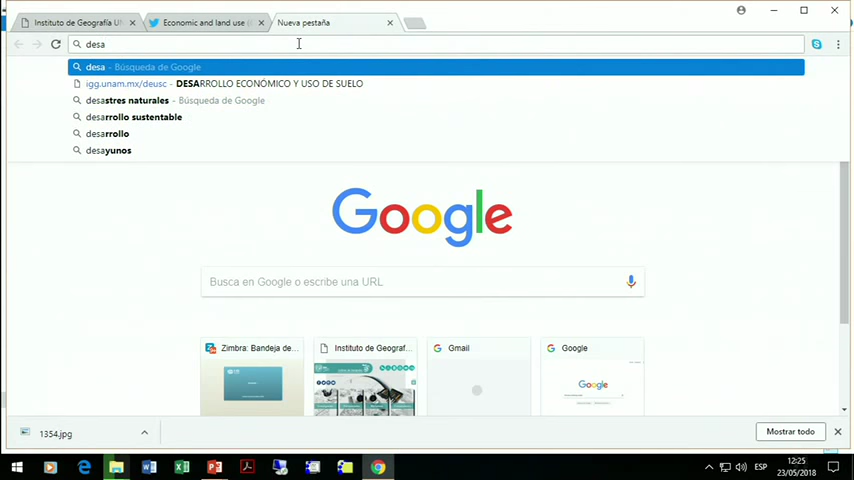 Instituto de Geografía UN
Economic and land use (
Nueva pestaña
desa
desa - Búsqueda de Google
igg.unam.mx/deusc - DESARROLLO ECONÓMICO Y USO DE SUELO
desastres naturales - Búsqueda de Google
desarrollo sustentable
desarrollo
desayunos
Google
Busca en Google o escribe une URL
Zimbra: Bandeja de...
Instituto de Geograf...
Gmail
Google
Google
1354.jpg
Mostrar todo
ESP
12:25
23/05/2018